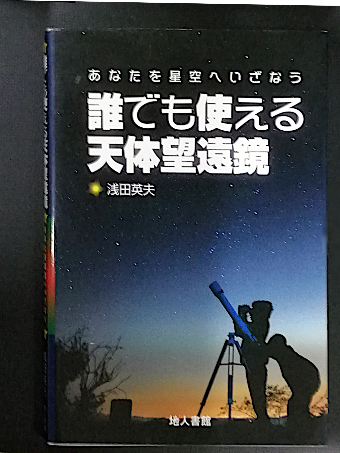 あなたを星空へいざなう
誰でも使える
天体望遠鏡
浅田英夫
地人書館